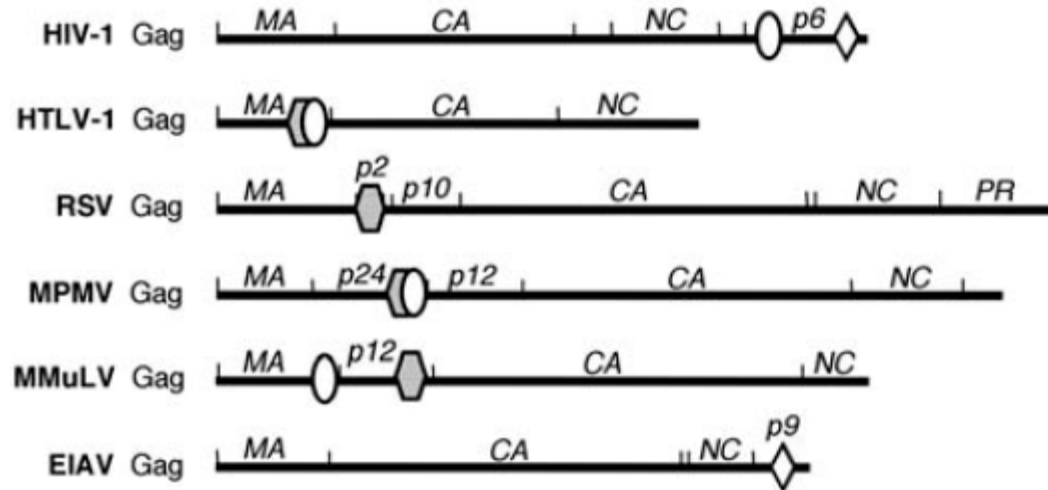 HIV-1 Gag MA CA NC p6
HTLV-1 Gag MA CA NC
RSV Gag MA p2 p10 CA NC PR
MPMV Gag MA p24 p12 CA NC
MMuLV Gag MA p12 CA NC
EIAV Gag MA CA NC p9